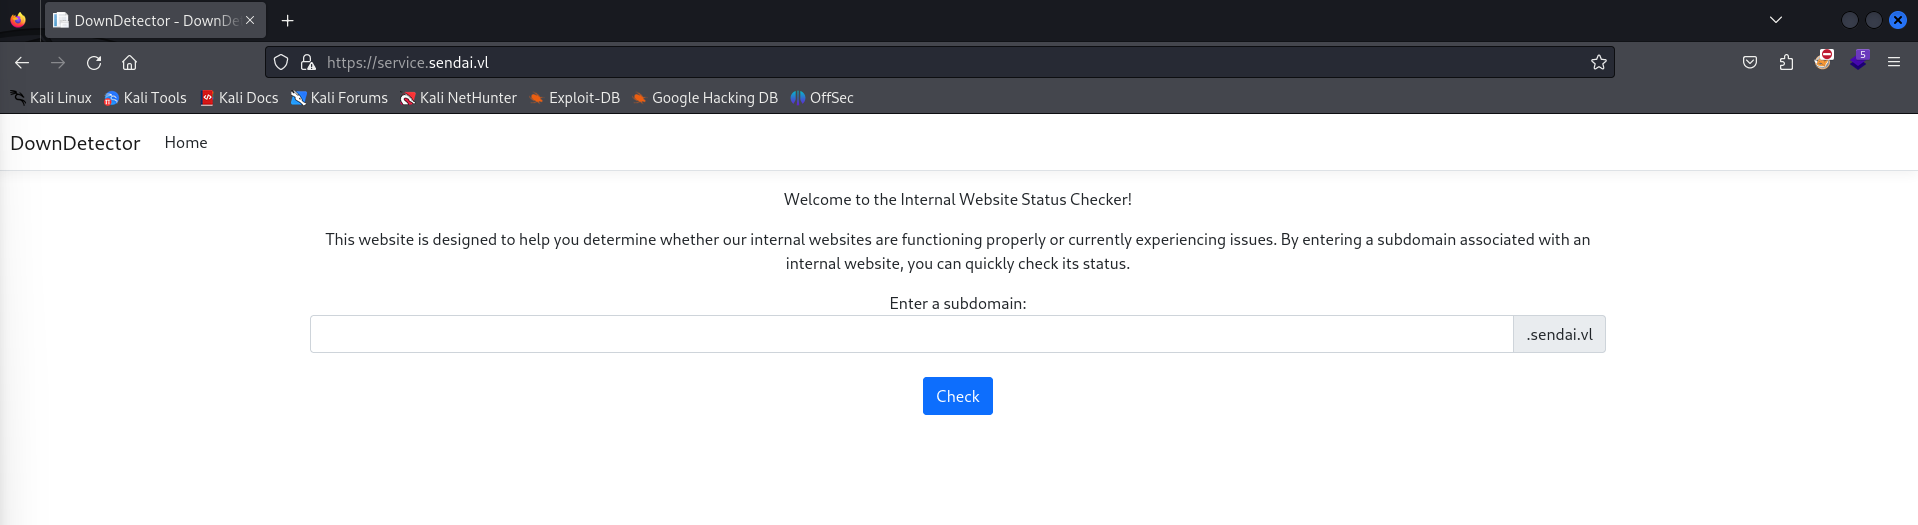 DownDetector - DownDe
https://service.sendai.vl
5
Kali Linux Kali Tools Kali Docs Kali Forums Kali NetHunter Exploit-DB Google Hacking DB OffSec
DownDetector Home
Welcome to the Internal Website Status Checker!
This website is designed to help you determine whether our internal websites are functioning properly or currently experiencing issues. By entering a subdomain associated with an
internal website, you can quickly check its status.
Enter a subdomain:
.sendai.vl
Check